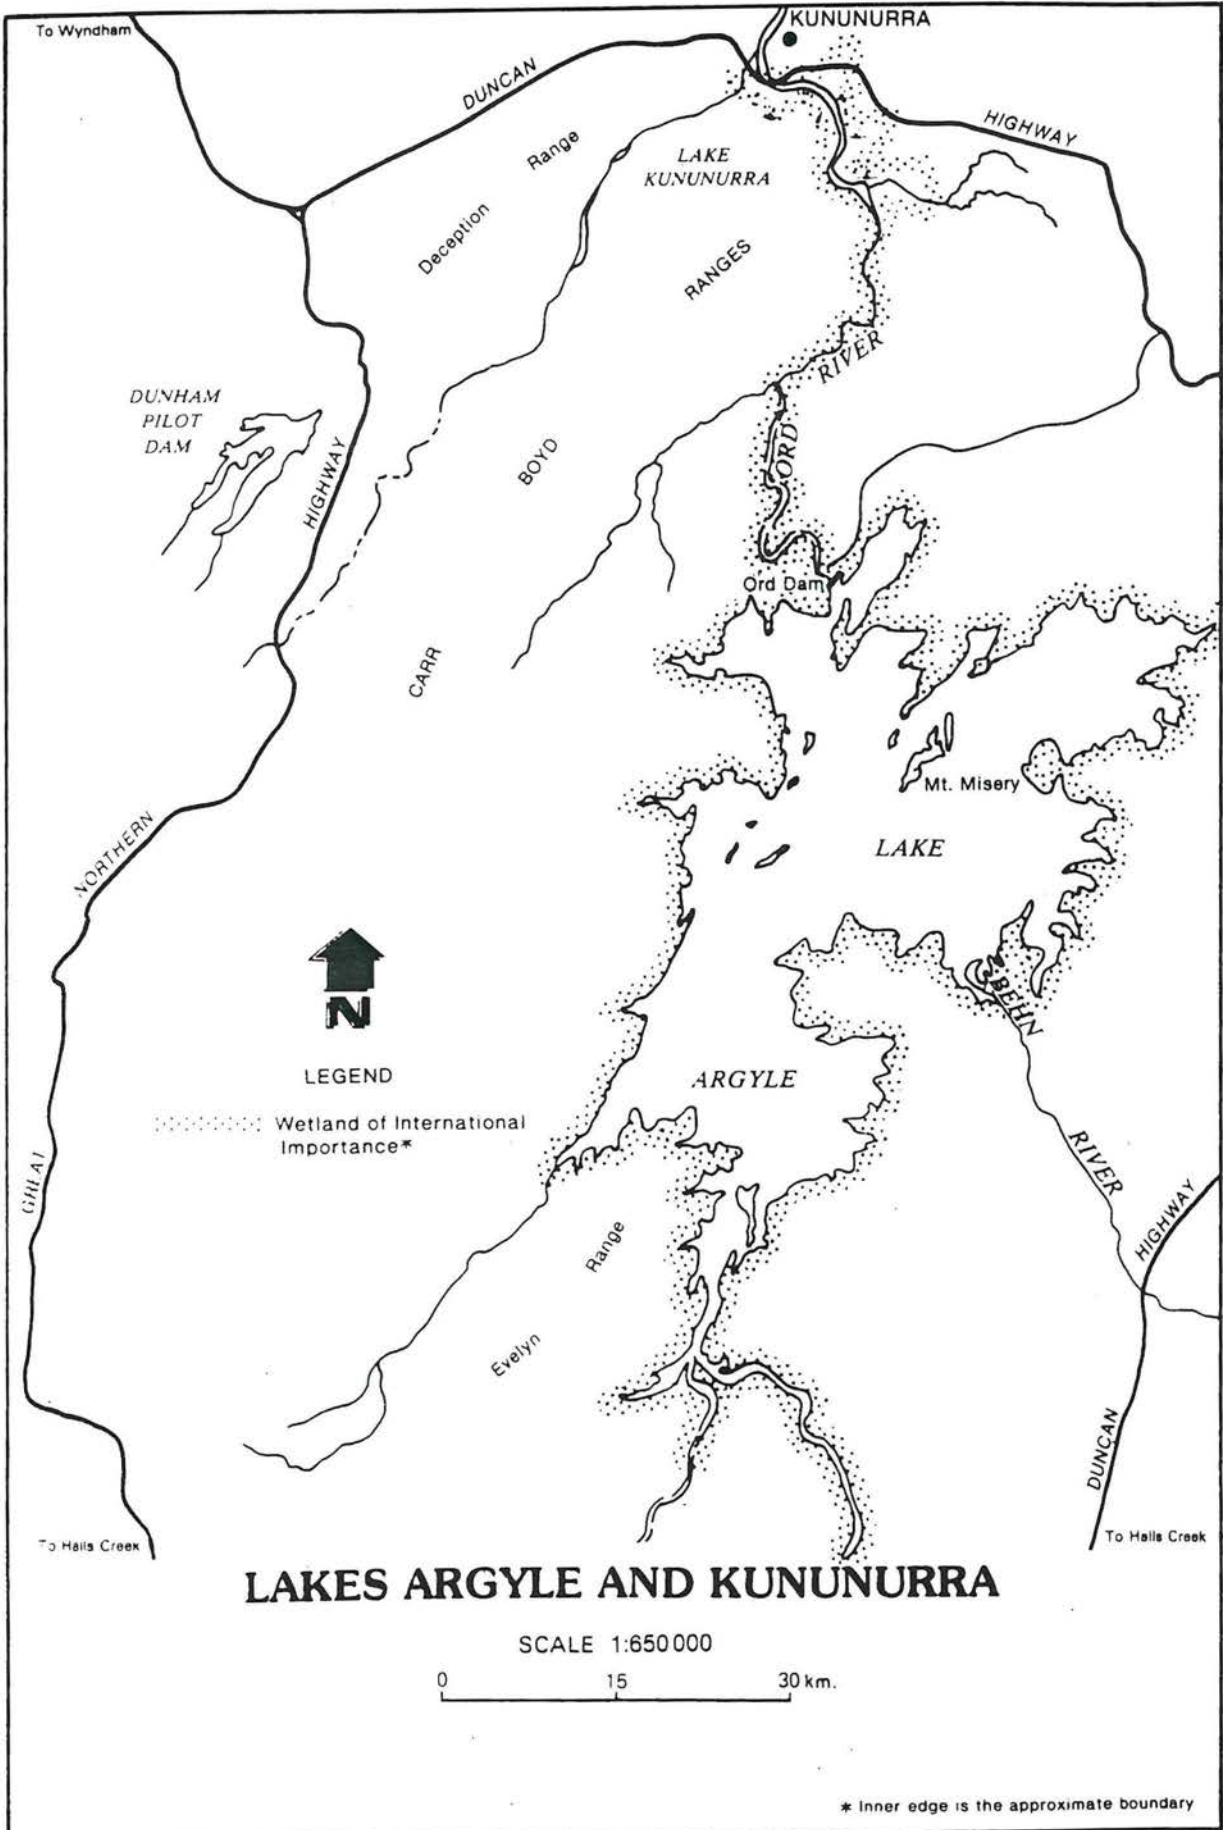 To Wyndham
KUNUNURRA
DUNCAN
HIGHWAY
Deception Range
LAKE
KUNUNURRA
CARR BOYD RANGES
DUNHAM
PILOT
DAM
ORD RIVER
GREAT NORTHERN HIGHWAY
Ord Dam
Mt. Misery
LAKE
ARGYLE
BEHN RIVER
N
LEGEND
Wetland of International
Importance*
Evelyn Range
DUNCAN HIGHWAY
To Halls Creek
To Halls Creek
LAKES ARGYLE AND KUNUNURRA
SCALE 1:650000
0 15 30 km.
* Inner edge is the approximate boundary